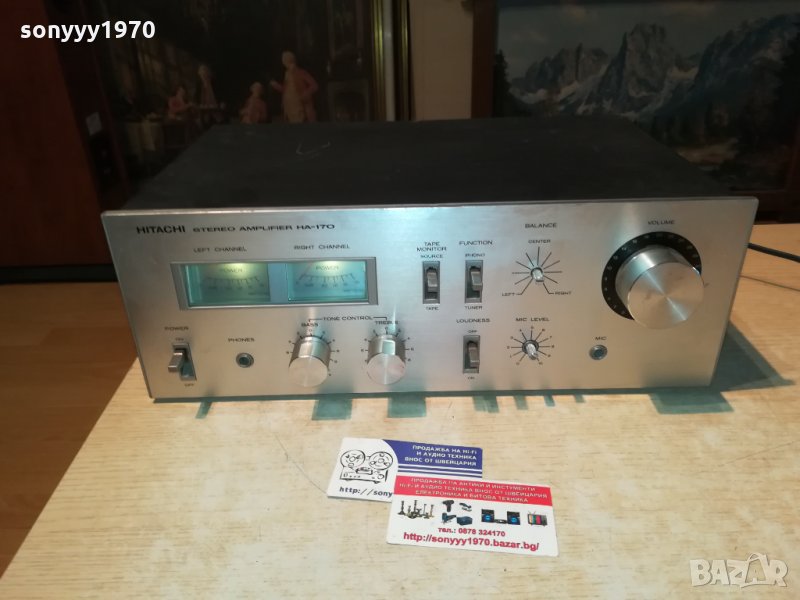 sonyyy1970
HITACHI STEREO AMPLIFIER HA-170
LEFT CHANNEL RIGHT CHANNEL
POWER POWER
TAPE MONITOR
SOURCE
TAPE
FUNCTION
PHONO
TUNER
BALANCE
CENTER
LEFT RIGHT
VOLUME
POWER
ON
OFF
PHONES
TONE CONTROL
BASS TREBLE
LOUDNESS
OFF
ON
MIC LEVEL
MIC
ПРОДАЖБА НА Hi-Fi
И АУДИО ТЕХНИКА
ВНОС ОТ ШВЕЙЦАРИЯ
http://sony
ПРОДАЖБА НА АНТИКИ И ИНСТУМЕНТИ
Hi-Fi И АУДИО ТЕХНИКА ВНОС ОТ ШВЕЙЦАРИЯ
ЕЛЕКТРОНИКА И БИТОВА ТЕХНИКА
тел.: 0878 324170
http://sonyyy1970.bazar.bg/
BAZAR